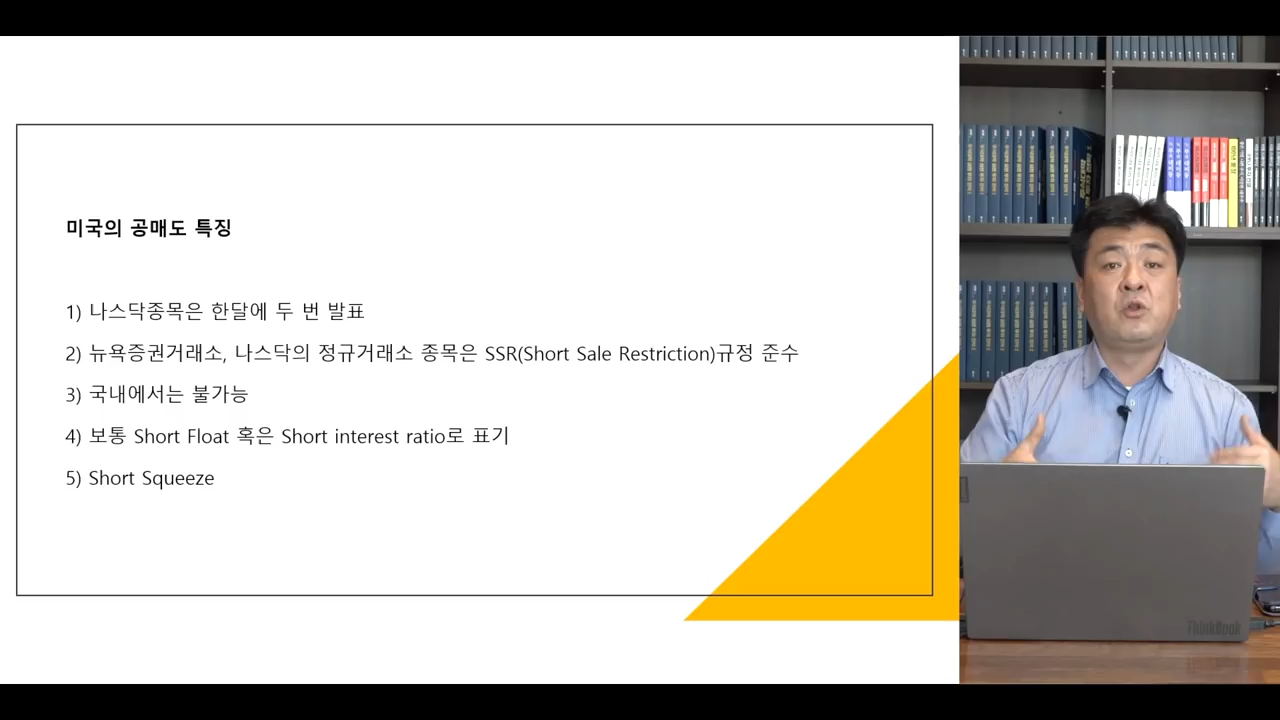 미국의 공매도 특징
1) 나스닥종목은 한달에 두 번 발표
2) 뉴욕증권거래소, 나스닥의 정규거래소 종목은 SSR(Short Sale Restriction)규정 준수
3) 국내에서는 불가능
4) 보통 Short Float 혹은 Short interest ratio로 표기
5) Short Squeeze
ThinkBook